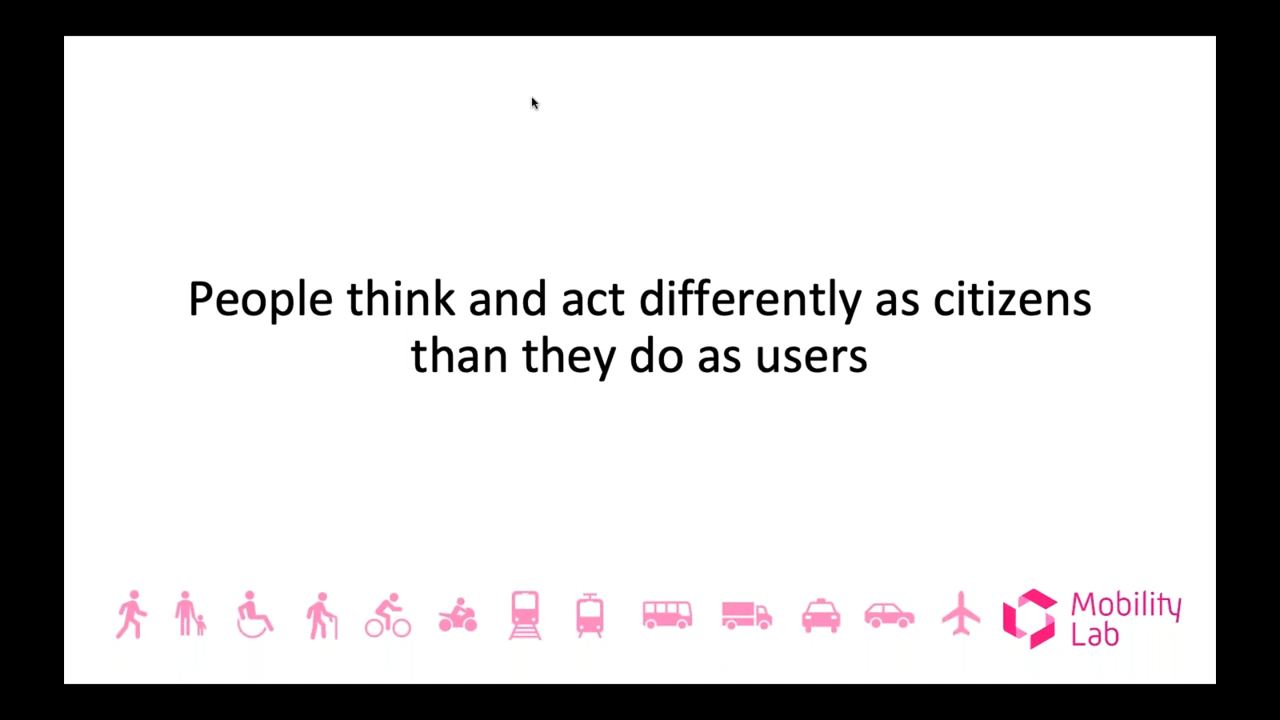 People think and act differently as citizens
than they do as users
Mobility
Lab